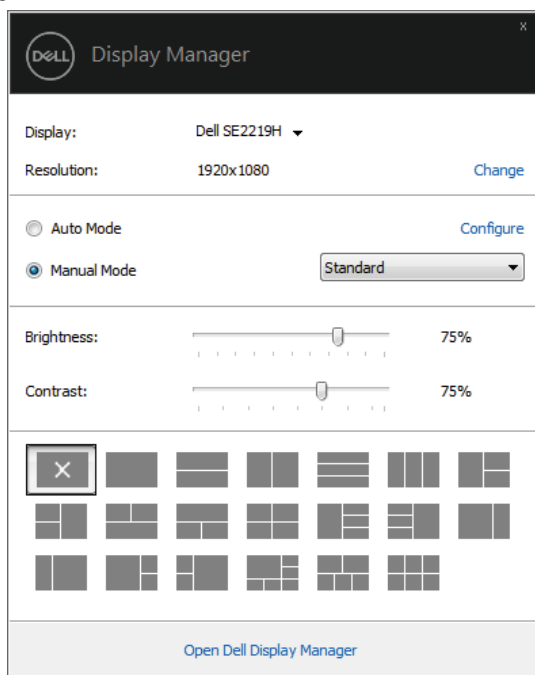 x
DELL Display Manager
Display: Dell SE2219H
Resolution: 1920x1080 Change
Auto Mode Configure
Manual Mode Standard
Brightness: 75%
Contrast: 75%
Open Dell Display Manager